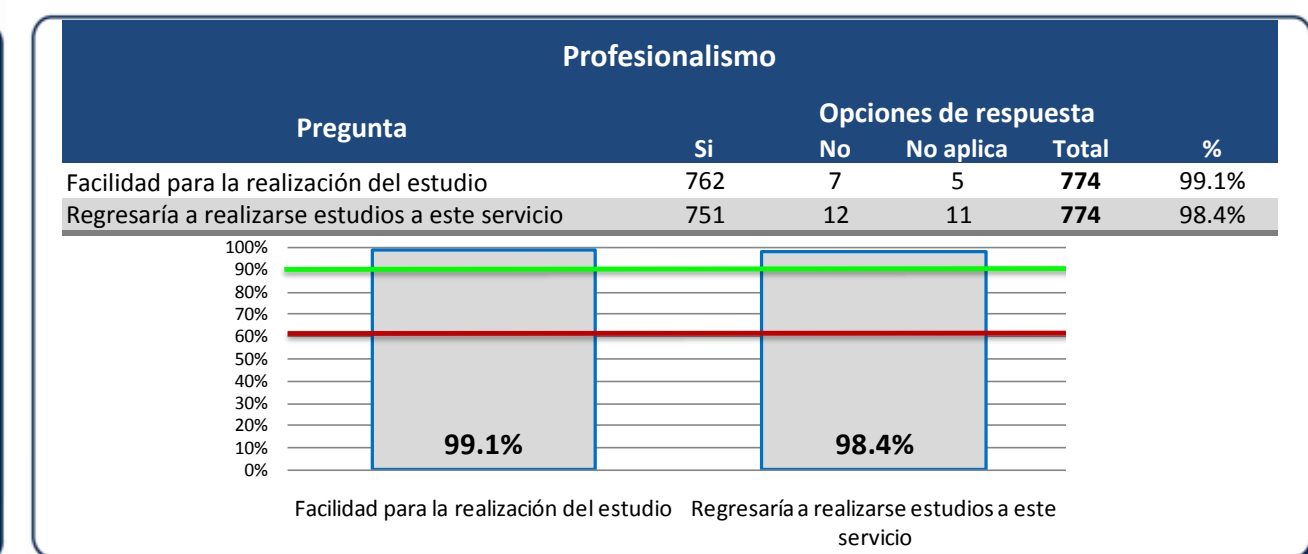 Profesionalismo
Pregunta
Opciones de respuesta
Si No No aplica Total %
Facilidad para la realización del estudio 762 7 5 774 99.1%
Regresaría a realizarse estudios a este servicio 751 12 11 774 98.4%
100%
90%
80%
70%
60%
50%
40%
30%
20%
10%
0%
99.1% 98.4%
Facilidad para la realización del estudio Regresaría a realizarse estudios a este
servicio